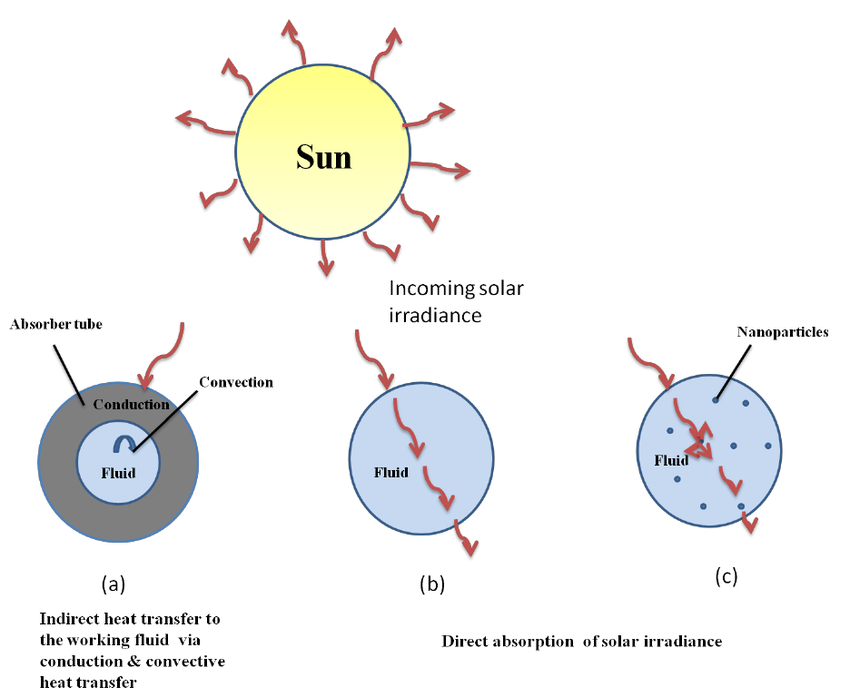 Sun
Incoming solar
irradiance
Absorber tube
Nanoparticles
Convection
Conduction
Fluid
Fluid
Fluid
(a)
(b)
(c)
Indirect heat transfer to
the working fluid via
conduction & convective
heat transfer
Direct absorption of solar irradiance